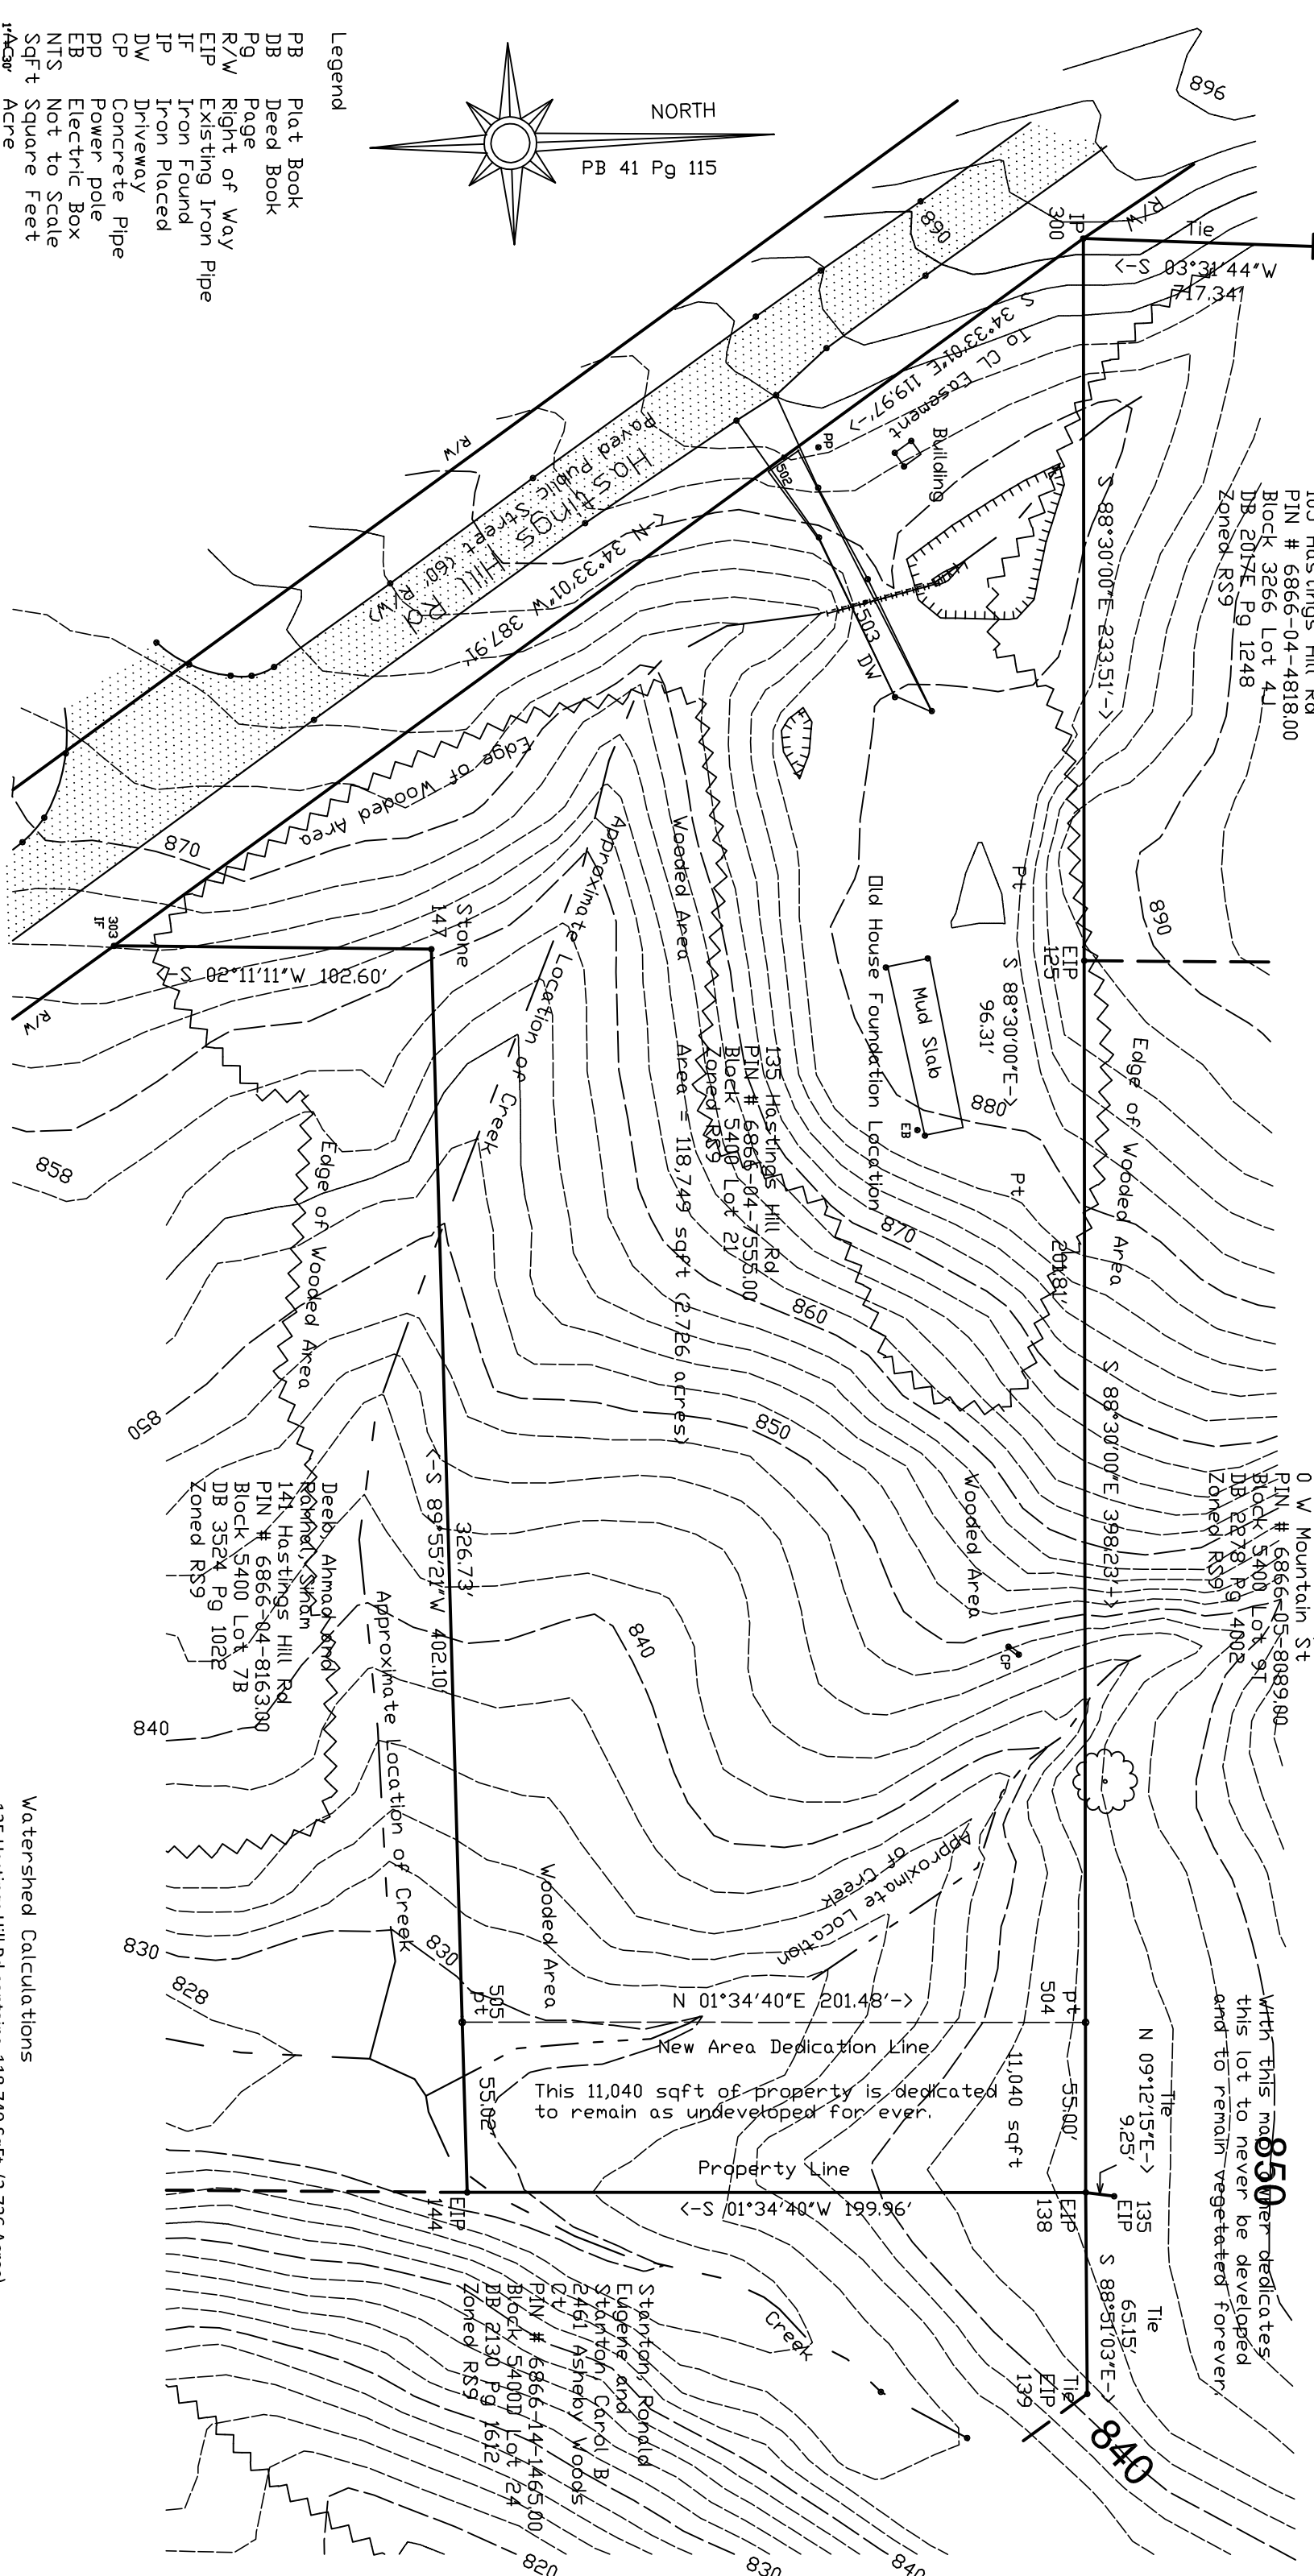 Legend
PB Plat Book
DB Deed Book
Pg Page
R/W Right of Way
EIP Existing Iron Pipe
IF Iron Found
IP Iron Placed
DW Driveway
CP Concrete Pipe
PP Power pole
EB Electric Box
NTS Not to Scale
SqFt Square Feet
Acre
NORTH
PB 41 Pg 115
896
890
R/W
Tie
IP
300
<-S 03°31'44"W
717.34'
S 34°33'01"E 119.97'->
To CL Easement
Building
PP
502
503 DW
R/W
Hastings Hill Rd
Paved Public Street (60' R/W)
<-N 34°33'01"W 387.91'
S 88°30'00"E 233.51'->
PIN # 6866-04-4818.00
Block 3266 Lot 4J
DB 2017E Pg 1248
Zoned RS9
Edge of Wooded Area
870
303
IF
R/W
Stone
147
<-S 02°11'11"W 102.60'
Approximate Location of Creek
Wooded Area
Old House Foundation Location
Mud Slab
EB
Pt
S 88°30'00"E->
96.31'
880
Pt
EIP
125
890
Edge of Wooded Area
201.81'
135 Hastings Hill Rd
PIN # 6866-04-7555.00
Block 5400 Lot 21
Zoned RS9
Area = 118,749 sqft (2.726 acres)
870
860
850
858
Edge of Wooded Area
850
840
830
828
<-S 89°55'21"W 402.10'
326.73'
Deeb, Ahmad and
Rahhal, Siham
141 Hastings Hill Rd
PIN # 6866-04-8163.00
Block 5400 Lot 7B
DB 3524 Pg 1022
Zoned RS9
Approximate Location of Creek
840
Wooded Area
CP
S 88°30'00"E 398.23'->
0 W Mountain St
PIN # 6866-05-8089.00
Block 5400 Lot 9T
DB 2278 Pg 4002
Zoned RS9
Approximate Location
of Creek
Wooded Area
830
505
pt
504
pt
N 01°34'40"E 201.48'->
New Area Dedication Line
This 11,040 sqft of property is dedicated
to remain as undeveloped for ever.
11,040 sqft
55.02'
55.00'
Property Line
<-S 01°34'40"W 199.96'
EIP
144
EIP
138
135
EIP
Tie
N 09°12'15"E->
9.25'
With this map owner dedicates
this lot to never be developed
and to remain vegetated forever.
850
Tie
65.15'
S 88°51'03"E->
Tie
EIP
139
840
Creek
Stanton, Ronald
Eugene and
Stanton Carol B
2461 Asheby Woods
Ct
PIN # 6866-14-1465.00
Block 5400D Lot 24
DB 2130 Pg 1612
Zoned RS9
820
830
840
Watershed Calculations